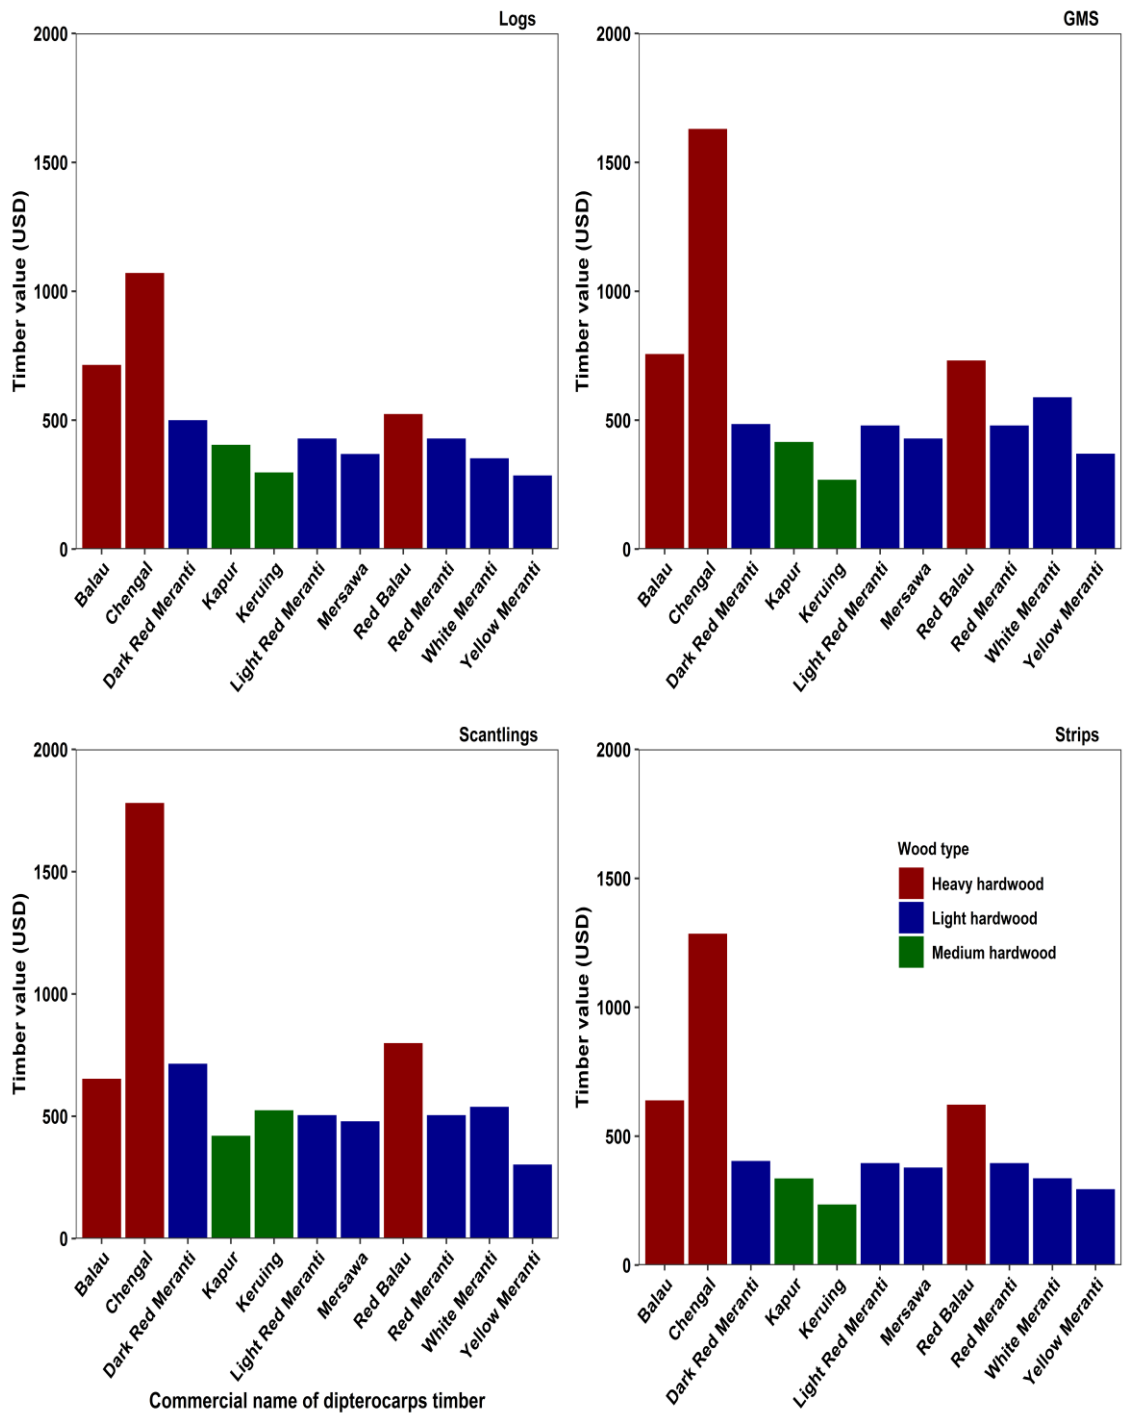 Logs
2000
1500
1000
500
0
Timber value (USD)
Balau
Chengal
Dark Red Meranti
Kapur
Keruing
Light Red Meranti
Mersawa
Red Balau
Red Meranti
White Meranti
Yellow Meranti
GMS
2000
1500
1000
500
0
Timber value (USD)
Balau
Chengal
Dark Red Meranti
Kapur
Keruing
Light Red Meranti
Mersawa
Red Balau
Red Meranti
White Meranti
Yellow Meranti
Scantlings
2000
1500
1000
500
0
Timber value (USD)
Balau
Chengal
Dark Red Meranti
Kapur
Keruing
Light Red Meranti
Mersawa
Red Balau
Red Meranti
White Meranti
Yellow Meranti
Commercial name of dipterocarps timber
Strips
2000
1500
1000
500
0
Timber value (USD)
Wood type
Heavy hardwood
Light hardwood
Medium hardwood
Balau
Chengal
Dark Red Meranti
Kapur
Keruing
Light Red Meranti
Mersawa
Red Balau
Red Meranti
White Meranti
Yellow Meranti